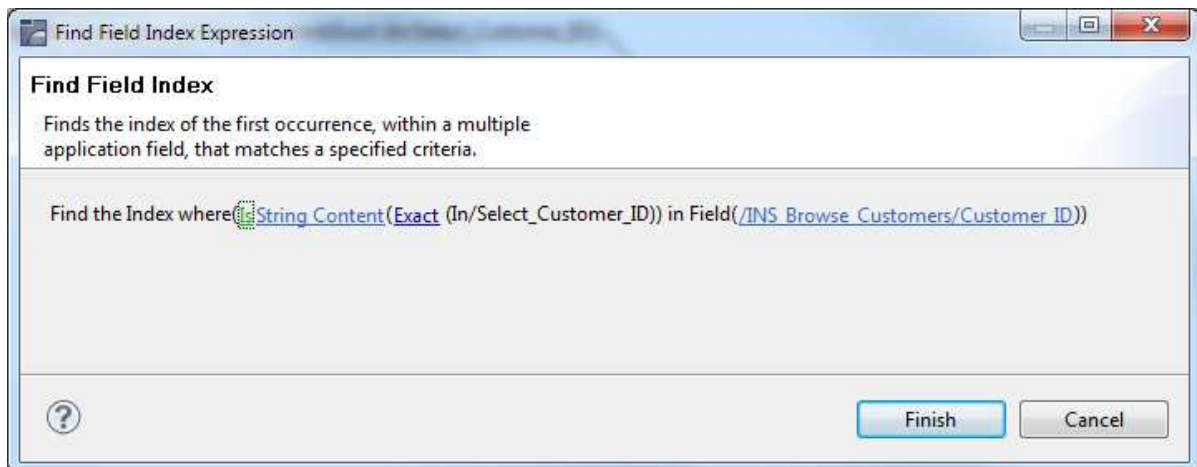 Find Field Index Expression
Find Field Index
Finds the index of the first occurrence, within a multiple
application field, that matches a specified criteria.
Find the Index where(Is String Content(Exact (In/Select_Customer_ID)) in Field(/INS Browse Customers/Customer ID))
?
Finish Cancel